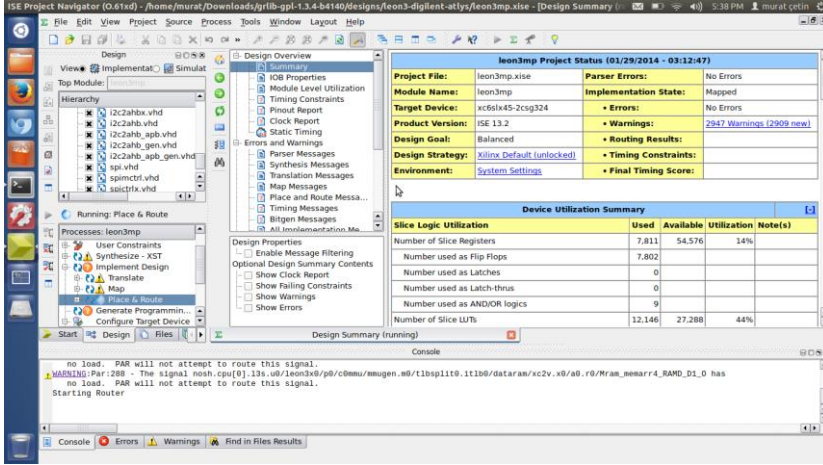 ISE Project Navigator (O.61xd) - /home/murat/Downloads/grlib-gpl-1.3.4-b4140/designs/leon3-digilent-atlys/leon3mp.xise - [Design Summary (r
5:38 PM murat çetin
File Edit View Project Source Process Tools Window Layout Help
Design
View: Implementat Simulat
Top Module: leon3mp
Hierarchy
i2c2ahbx.vhd
i2c2ahb.vhd
i2c2ahb_apb.vhd
i2c2ahb_gen.vhd
i2c2ahb_apb_gen.vhd
spi.vhd
spimctrl.vhd
spictrlx.vhd
Running: Place & Route
Processes: leon3mp
User Constraints
Synthesize - XST
Implement Design
Translate
Map
Place & Route
Generate Programmin...
Configure Target Device
Start Design Files
Design Overview
Summary
IOB Properties
Module Level Utilization
Timing Constraints
Pinout Report
Clock Report
Static Timing
Errors and Warnings
Parser Messages
Synthesis Messages
Translation Messages
Map Messages
Place and Route Messa...
Timing Messages
Bitgen Messages
All Implementation Me
Design Properties
Enable Message Filtering
Optional Design Summary Contents
Show Clock Report
Show Failing Constraints
Show Warnings
Show Errors
Design Summary (running)
leon3mp Project Status (01/29/2014 - 03:12:47)
Project File: leon3mp.xise Parser Errors: No Errors
Module Name: leon3mp Implementation State: Mapped
Target Device: xc6slx45-2csg324 • Errors: No Errors
Product Version: ISE 13.2 • Warnings: 2947 Warnings (2909 new)
Design Goal: Balanced • Routing Results:
Design Strategy: Xilinx Default (unlocked) • Timing Constraints:
Environment: System Settings • Final Timing Score:
Device Utilization Summary [-]
Slice Logic Utilization Used Available Utilization Note(s)
Number of Slice Registers 7,811 54,576 14%
Number used as Flip Flops 7,802
Number used as Latches 0
Number used as Latch-thrus 0
Number used as AND/OR logics 9
Number of Slice LUTs 12,146 27,288 44%
Console
no load. PAR will not attempt to route this signal.
WARNING:Par:288 - The signal nosh.cpu[0].l3s.u0/leon3x0/p0/c0mmu/mmugen.m0/tlbsplit0.itlb0/dataram/xc2v.x0/a0.r0/Mram_memarr4_RAMD_D1_O has
no load. PAR will not attempt to route this signal.
Starting Router
Console Errors Warnings Find in Files Results